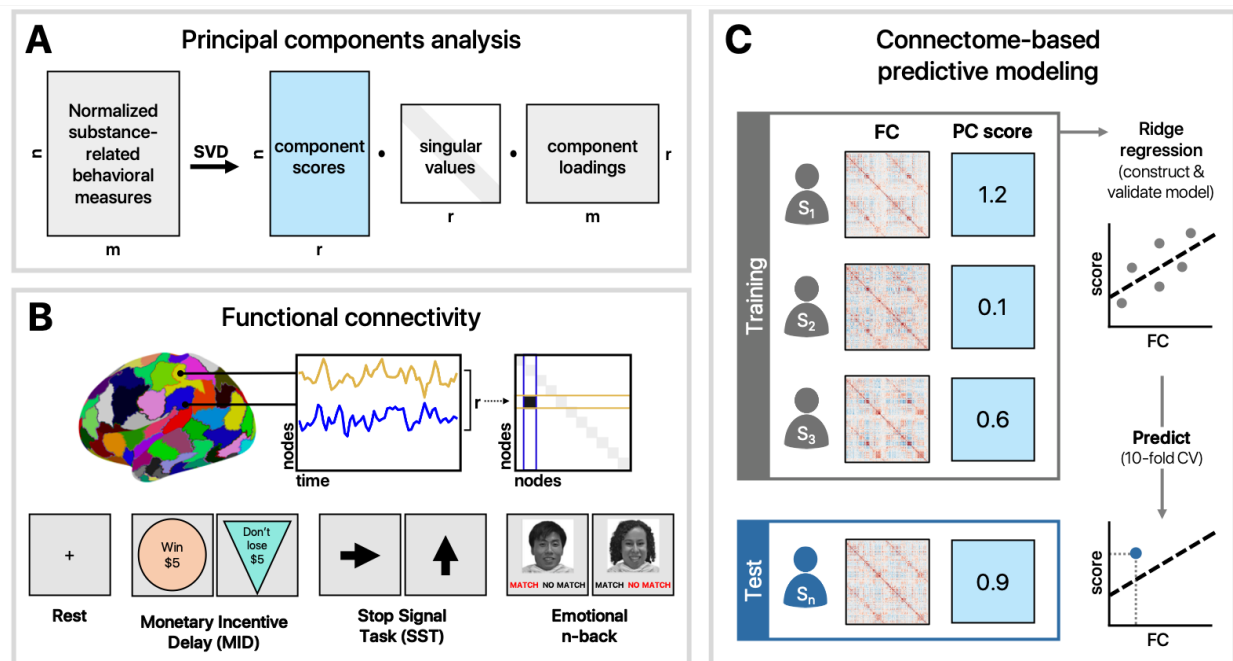 A
Principal components analysis
n
Normalized
substance-
related
behavioral
measures
m
SVD
n
component
scores
r
•
singular
values
r
•
component
loadings
m
r
B
Functional connectivity
nodes
time
r
nodes
nodes
+
Rest
Win
$5
Don't
lose
$5
Monetary Incentive
Delay (MID)
Stop Signal
Task (SST)
MATCH NO MATCH
MATCH NO MATCH
Emotional
n-back
C
Connectome-based
predictive modeling
Training
FC
PC score
S1
1.2
S2
0.1
S3
0.6
Ridge
regression
(construct &
validate model)
score
FC
Predict
(10-fold CV)
Test
Sn
0.9
score
FC